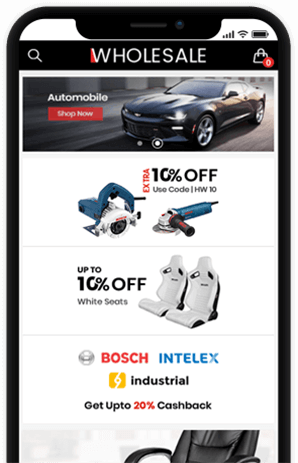 WHOLESALE
0
Automobile
Shop Now
EXTRA
10% OFF
Use Code | HW 10
UP TO
10% OFF
White Seats
BOSCH INTELEX
industrial
Get Upto 20% Cashback